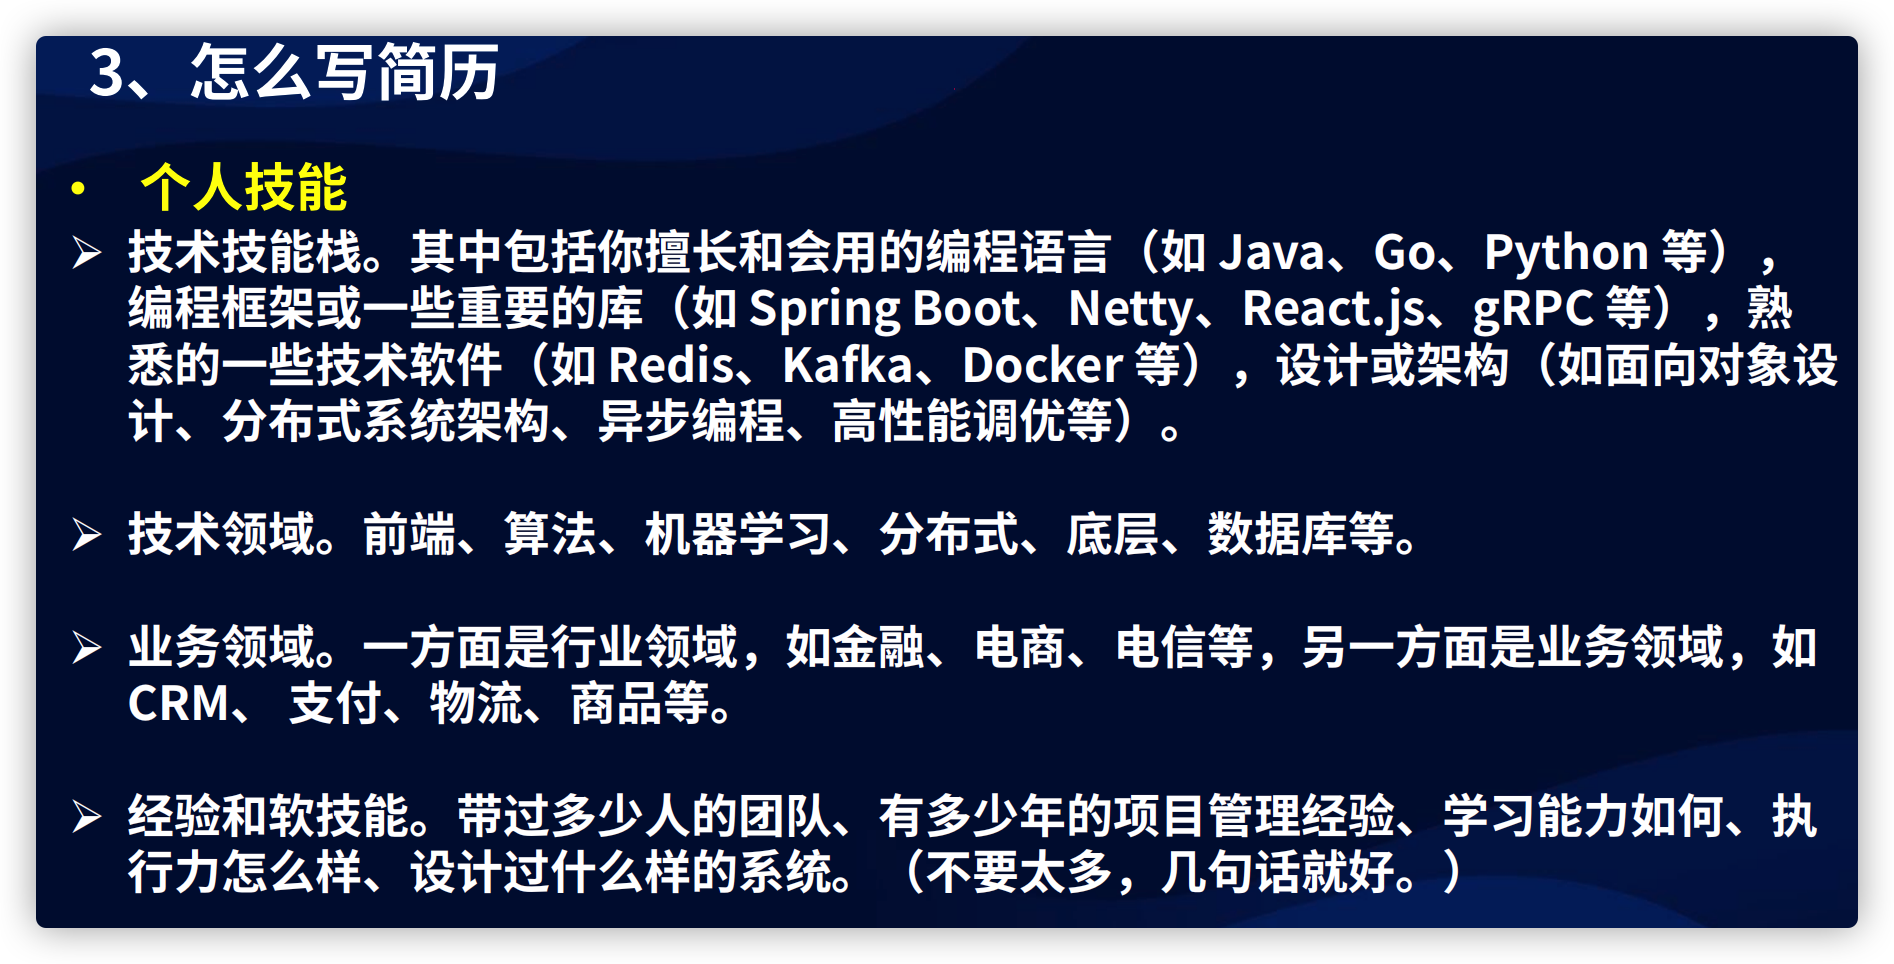 3、怎么写简历
• 个人技能
➢ 技术技能栈。其中包括你擅长和会用的编程语言（如 Java、Go、Python 等），
编程框架或一些重要的库（如 Spring Boot、Netty、React.js、gRPC 等），熟
悉的一些技术软件（如 Redis、Kafka、Docker 等），设计或架构（如面向对象设
计、分布式系统架构、异步编程、高性能调优等）。
➢ 技术领域。前端、算法、机器学习、分布式、底层、数据库等。
➢ 业务领域。一方面是行业领域，如金融、电商、电信等，另一方面是业务领域，如
CRM、 支付、物流、商品等。
➢ 经验和软技能。带过多少人的团队、有多少年的项目管理经验、学习能力如何、执
行力怎么样、设计过什么样的系统。（不要太多，几句话就好。）